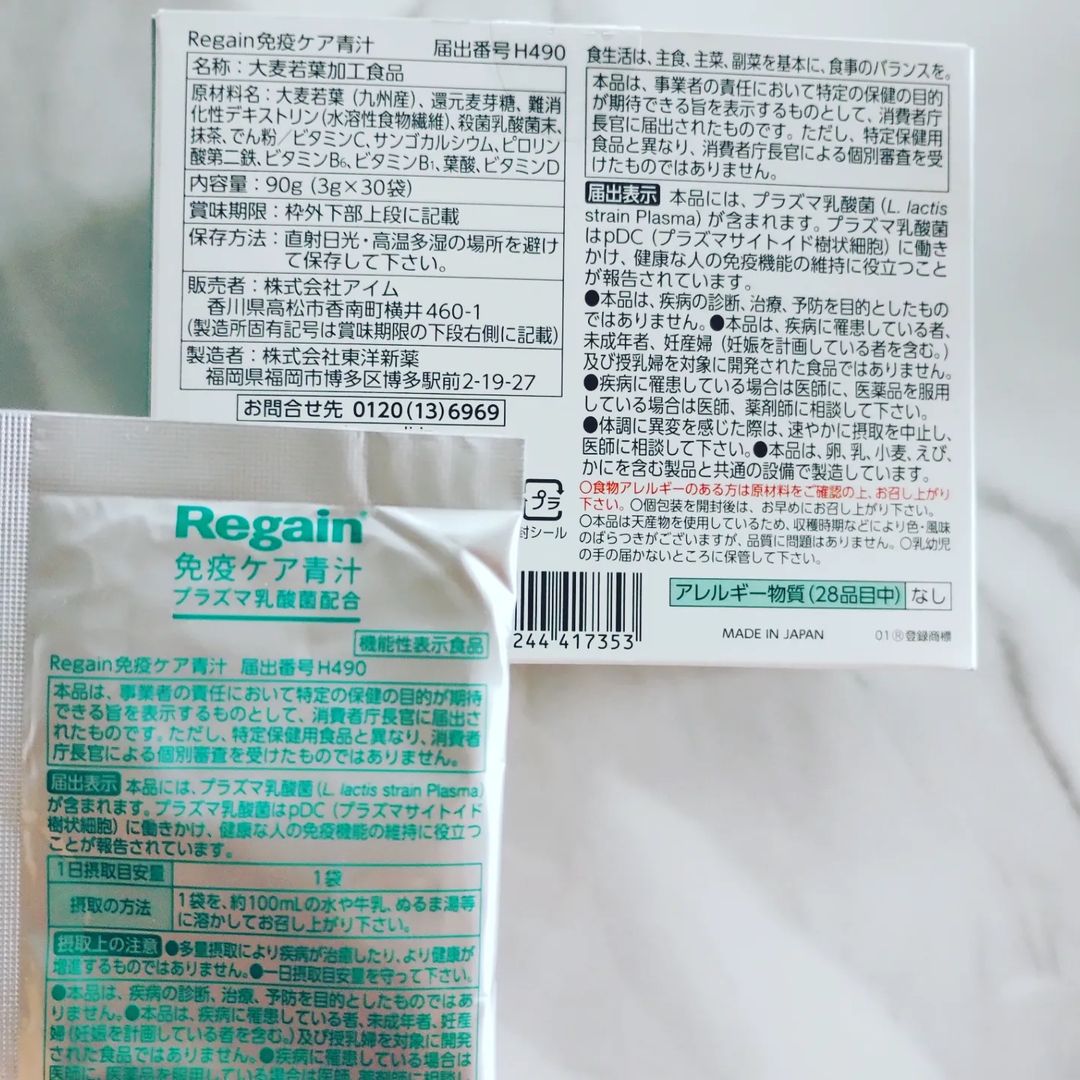 Regain免疫ケア青汁 届出番号H490
名称：大麦若葉加工食品
原材料名：大麦若葉（九州産）、還元麦芽糖、難消
化性デキストリン(水溶性食物繊維)、殺菌乳酸菌末、
抹茶、でん粉／ビタミンC、サンゴカルシウム、ピロリン
酸第二鉄、ビタミンB₆、ビタミンB₁、葉酸、ビタミンD
内容量：90g (3g×30袋)
賞味期限：枠外下部上段に記載
保存方法：直射日光・高温多湿の場所を避け
て保存して下さい。
販売者：株式会社アイム
香川県高松市香南町横井460-1
(製造所固有記号は賞味期限の下段右側に記載)
製造者：株式会社東洋新薬
福岡県福岡市博多区博多駅前2-19-27
お問合せ先 0120(13)6969
食生活は、主食、主菜、副菜を基本に、食事のバランスを。
本品は、事業者の責任において特定の保健の目的
が期待できる旨を表示するものとして、消費者庁
長官に届出されたものです。ただし、特定保健用
食品と異なり、消費者庁長官による個別審査を受
けたものではありません。
届出表示 本品には、プラズマ乳酸菌（L. lactis
strain Plasma）が含まれます。プラズマ乳酸菌
はpDC（プラズマサイトイド樹状細胞）に働き
かけ、健康な人の免疫機能の維持に役立つこと
が報告されています。
●本品は、疾病の診断、治療、予防を目的としたもの
ではありません。●本品は、疾病に罹患している者、
未成年者、妊産婦（妊娠を計画している者を含む。）
及び授乳婦を対象に開発された食品ではありません。
●疾病に罹患している場合は医師に、医薬品を服用
している場合は医師、薬剤師に相談して下さい。
●体調に異変を感じた際は、速やかに摂取を中止し、
医師に相談して下さい。●本品は、卵、乳、小麦、えび、
かにを含む製品と共通の設備で製造しています。
○食物アレルギーのある方は原材料をご確認の上、お召し上がり
下さい。○個包装を開封後は、お早めにお召し上がり下さい。
○本品は天産物を使用しているため、収穫時期などにより色・風味
のばらつきがございますが、品質に問題はありません。○乳幼児
の手の届かないところに保管して下さい。
プラ
封シール
アレルギー物質（28品目中） なし
244 417353
MADE IN JAPAN
01 Ⓡ登録商標
Regain®
免疫ケア青汁
プラズマ乳酸菌配合
機能性表示食品
Regain免疫ケア青汁 届出番号H490
本品は、事業者の責任において特定の保健の目的が期待
できる旨を表示するものとして、消費者庁長官に届出さ
れたものです。ただし、特定保健用食品と異なり、消費者
庁長官による個別審査を受けたものではありません。
届出表示 本品には、プラズマ乳酸菌（L. lactis strain Plasma）
が含まれます。プラズマ乳酸菌はpDC（プラズマサイトイド
樹状細胞）に働きかけ、健康な人の免疫機能の維持に役立つ
ことが報告されています。
1日摂取目安量 1袋
摂取の方法 1袋を、約100mLの水や牛乳、ぬるま湯等
に溶かしてお召し上がり下さい。
摂取上の注意 ●多量摂取により疾病が治癒したり、より健康が
増進するものではありません。●一日摂取目安量を守って下さい。
●本品は、疾病の診断、治療、予防を目的としたものではあ
りません。●本品は、疾病に罹患している者、未成年者、妊産
婦(妊娠を計画している者を含む。)及び授乳婦を対象に開発
された食品ではありません。●疾病に罹患している場合は
医師に、医薬品を服用している場合は医師、薬剤師に相談し